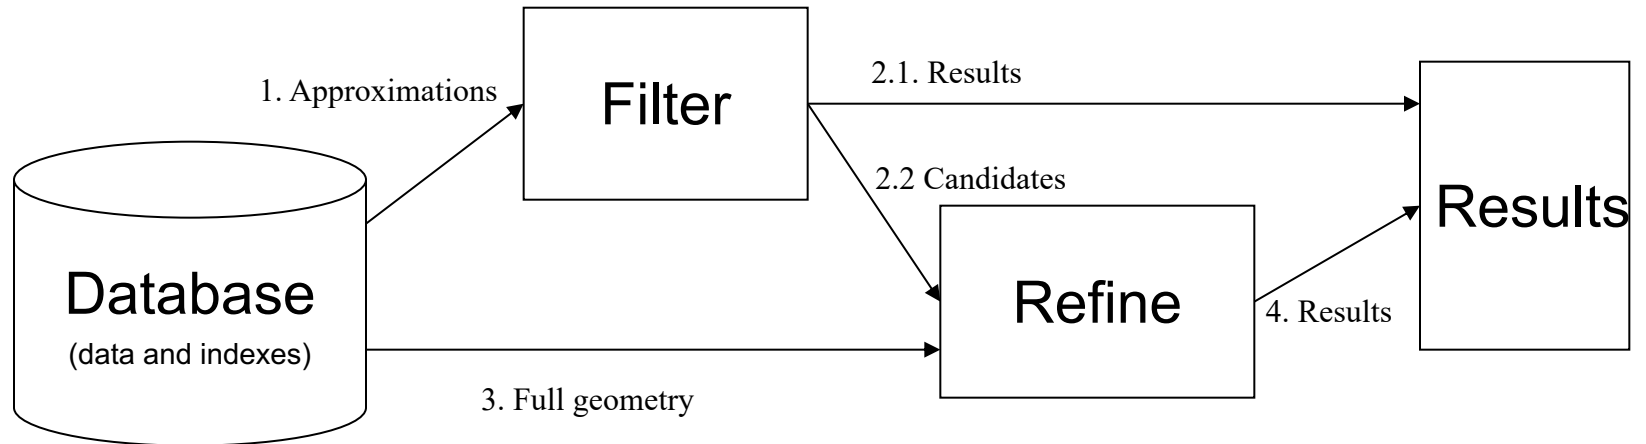 1. Approximations
Filter
2.1. Results
2.2 Candidates
Results
Database
(data and indexes)
Refine
4. Results
3. Full geometry